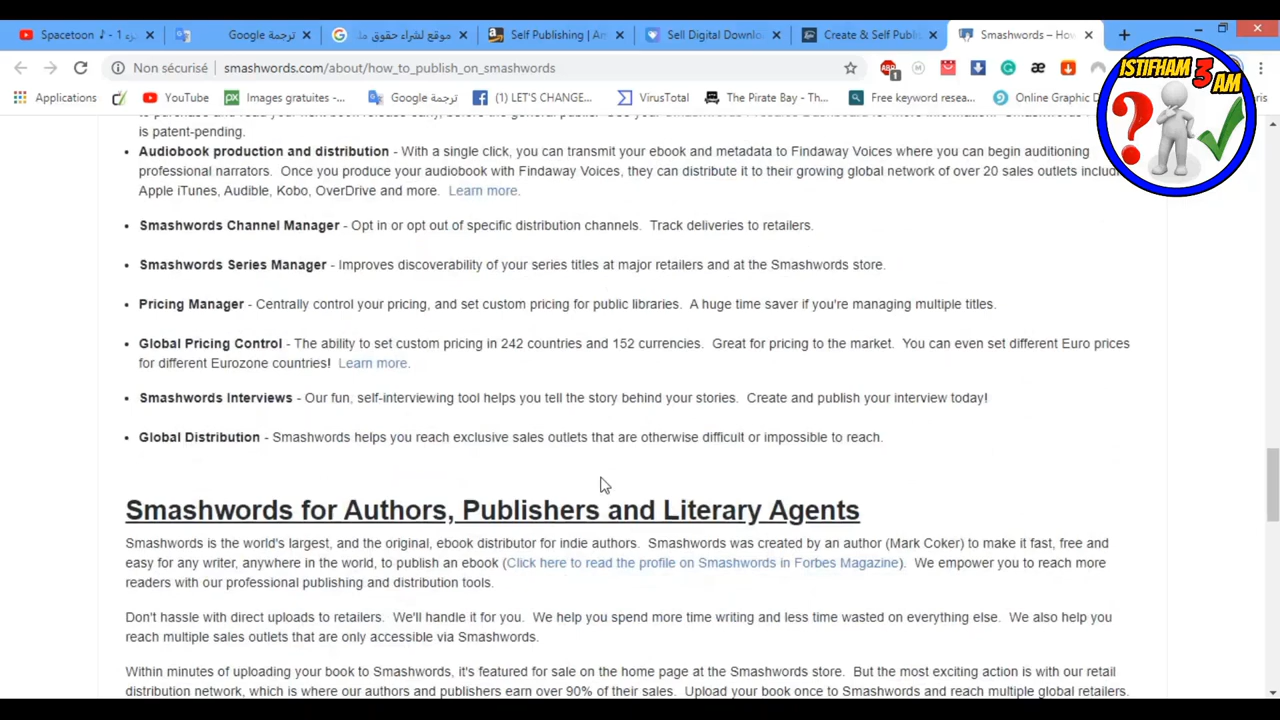 Spacetoon ♪ - 1 ء
Google ترجمة
موقع لشراء حقوق ما
Self Publishing | Am
Sell Digital Downlo
Create & Self Publi
Smashwords – How
Non sécurisé smashwords.com/about/how_to_publish_on_smashwords
Applications YouTube Images gratuites -... Google ترجمة (1) LET'S CHANGE... VirusTotal The Pirate Bay - Th... Free keyword resea... Online Graphic D
ISTIFHAM
3
AM
is patent-pending.
• Audiobook production and distribution - With a single click, you can transmit your ebook and metadata to Findaway Voices where you can begin auditioning
professional narrators. Once you produce your audiobook with Findaway Voices, they can distribute it to their growing global network of over 20 sales outlets includi
Apple iTunes, Audible, Kobo, OverDrive and more. Learn more.
• Smashwords Channel Manager - Opt in or opt out of specific distribution channels. Track deliveries to retailers.
• Smashwords Series Manager - Improves discoverability of your series titles at major retailers and at the Smashwords store.
• Pricing Manager - Centrally control your pricing, and set custom pricing for public libraries. A huge time saver if you're managing multiple titles.
• Global Pricing Control - The ability to set custom pricing in 242 countries and 152 currencies. Great for pricing to the market. You can even set different Euro prices
for different Eurozone countries! Learn more.
• Smashwords Interviews - Our fun, self-interviewing tool helps you tell the story behind your stories. Create and publish your interview today!
• Global Distribution - Smashwords helps you reach exclusive sales outlets that are otherwise difficult or impossible to reach.
Smashwords for Authors, Publishers and Literary Agents
Smashwords is the world's largest, and the original, ebook distributor for indie authors. Smashwords was created by an author (Mark Coker) to make it fast, free and
easy for any writer, anywhere in the world, to publish an ebook (Click here to read the profile on Smashwords in Forbes Magazine). We empower you to reach more
readers with our professional publishing and distribution tools.
Don't hassle with direct uploads to retailers. We'll handle it for you. We help you spend more time writing and less time wasted on everything else. We also help you
reach multiple sales outlets that are only accessible via Smashwords.
Within minutes of uploading your book to Smashwords, it's featured for sale on the home page at the Smashwords store. But the most exciting action is with our retail
distribution network, which is where our authors and publishers earn over 90% of their sales. Upload your book once to Smashwords and reach multiple global retailers.